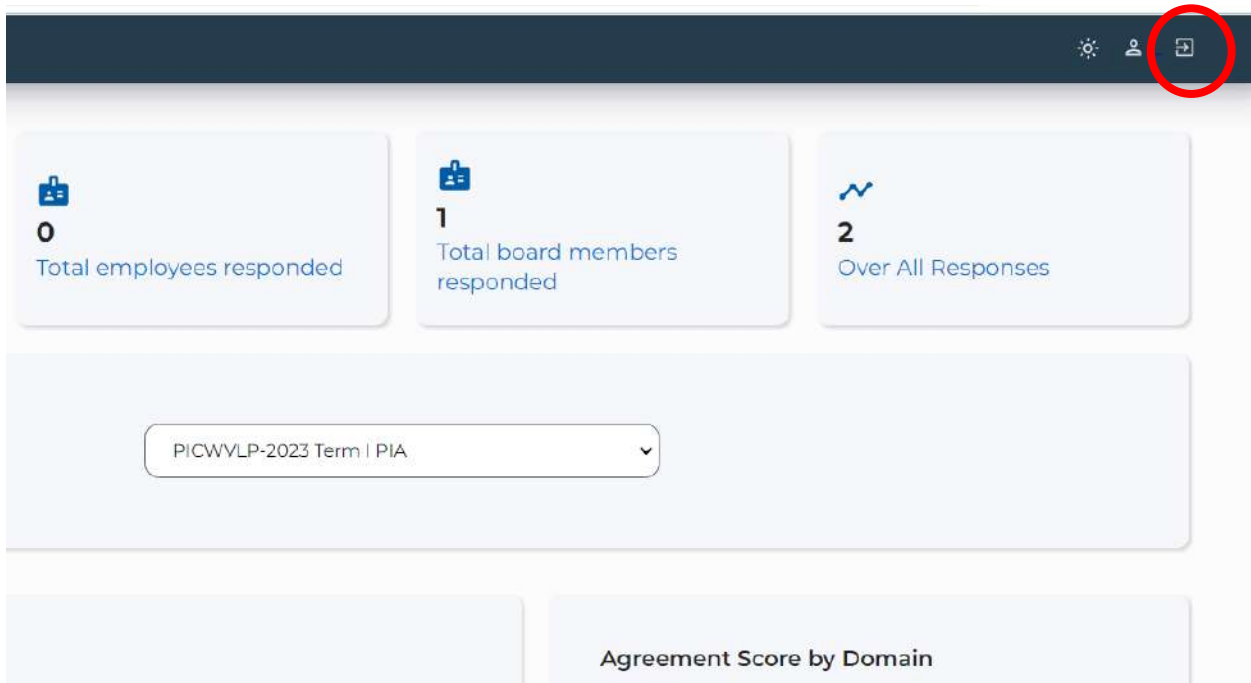 0
Total employees responded
1
Total board members
responded
2
Over All Responses
PICWVLP-2023 Term I PIA
Agreement Score by Domain